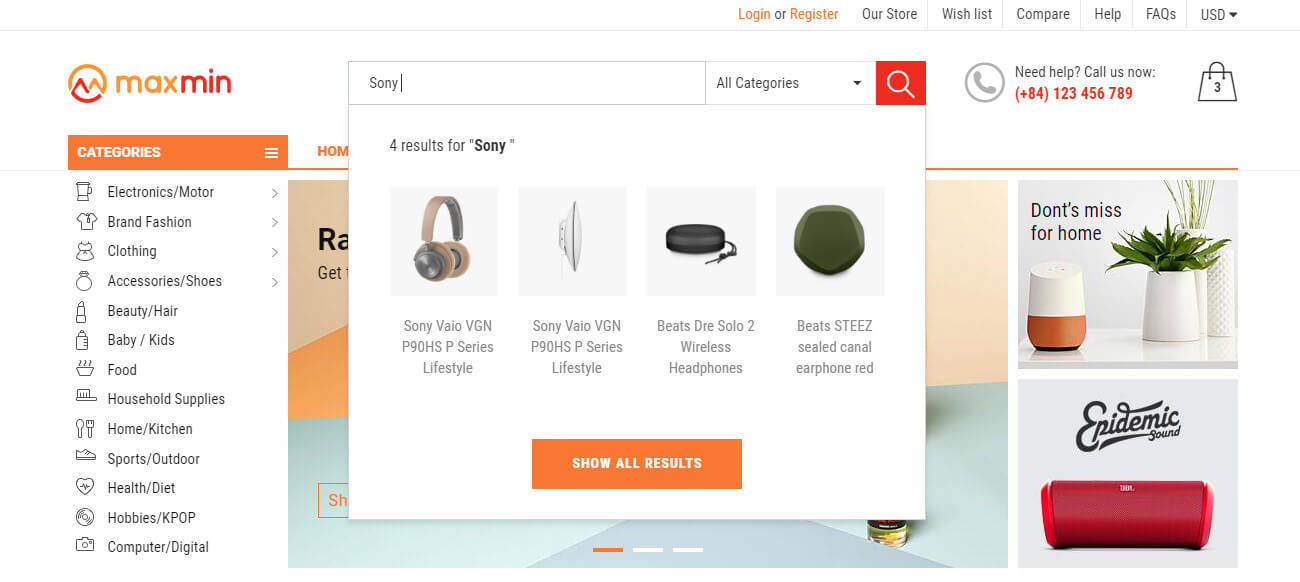 Login or Register
Our Store
Wish list
Compare
Help
FAQs
USD
maxmin
Sony
All Categories
Need help? Call us now:
(+84) 123 456 789
3
CATEGORIES
HOM
Electronics/Motor
Brand Fashion
Clothing
Accessories/Shoes
Beauty/Hair
Baby / Kids
Food
Household Supplies
Home/Kitchen
Sports/Outdoor
Health/Diet
Hobbies/KPOP
Computer/Digital
Ra
Get t
Sh
4 results for "Sony "
Sony Vaio VGN
P90HS P Series
Lifestyle
Sony Vaio VGN
P90HS P Series
Lifestyle
Beats Dre Solo 2
Wireless
Headphones
Beats STEEZ
sealed canal
earphone red
SHOW ALL RESULTS
Dont's miss
for home
Epidemic
Sound
JBL